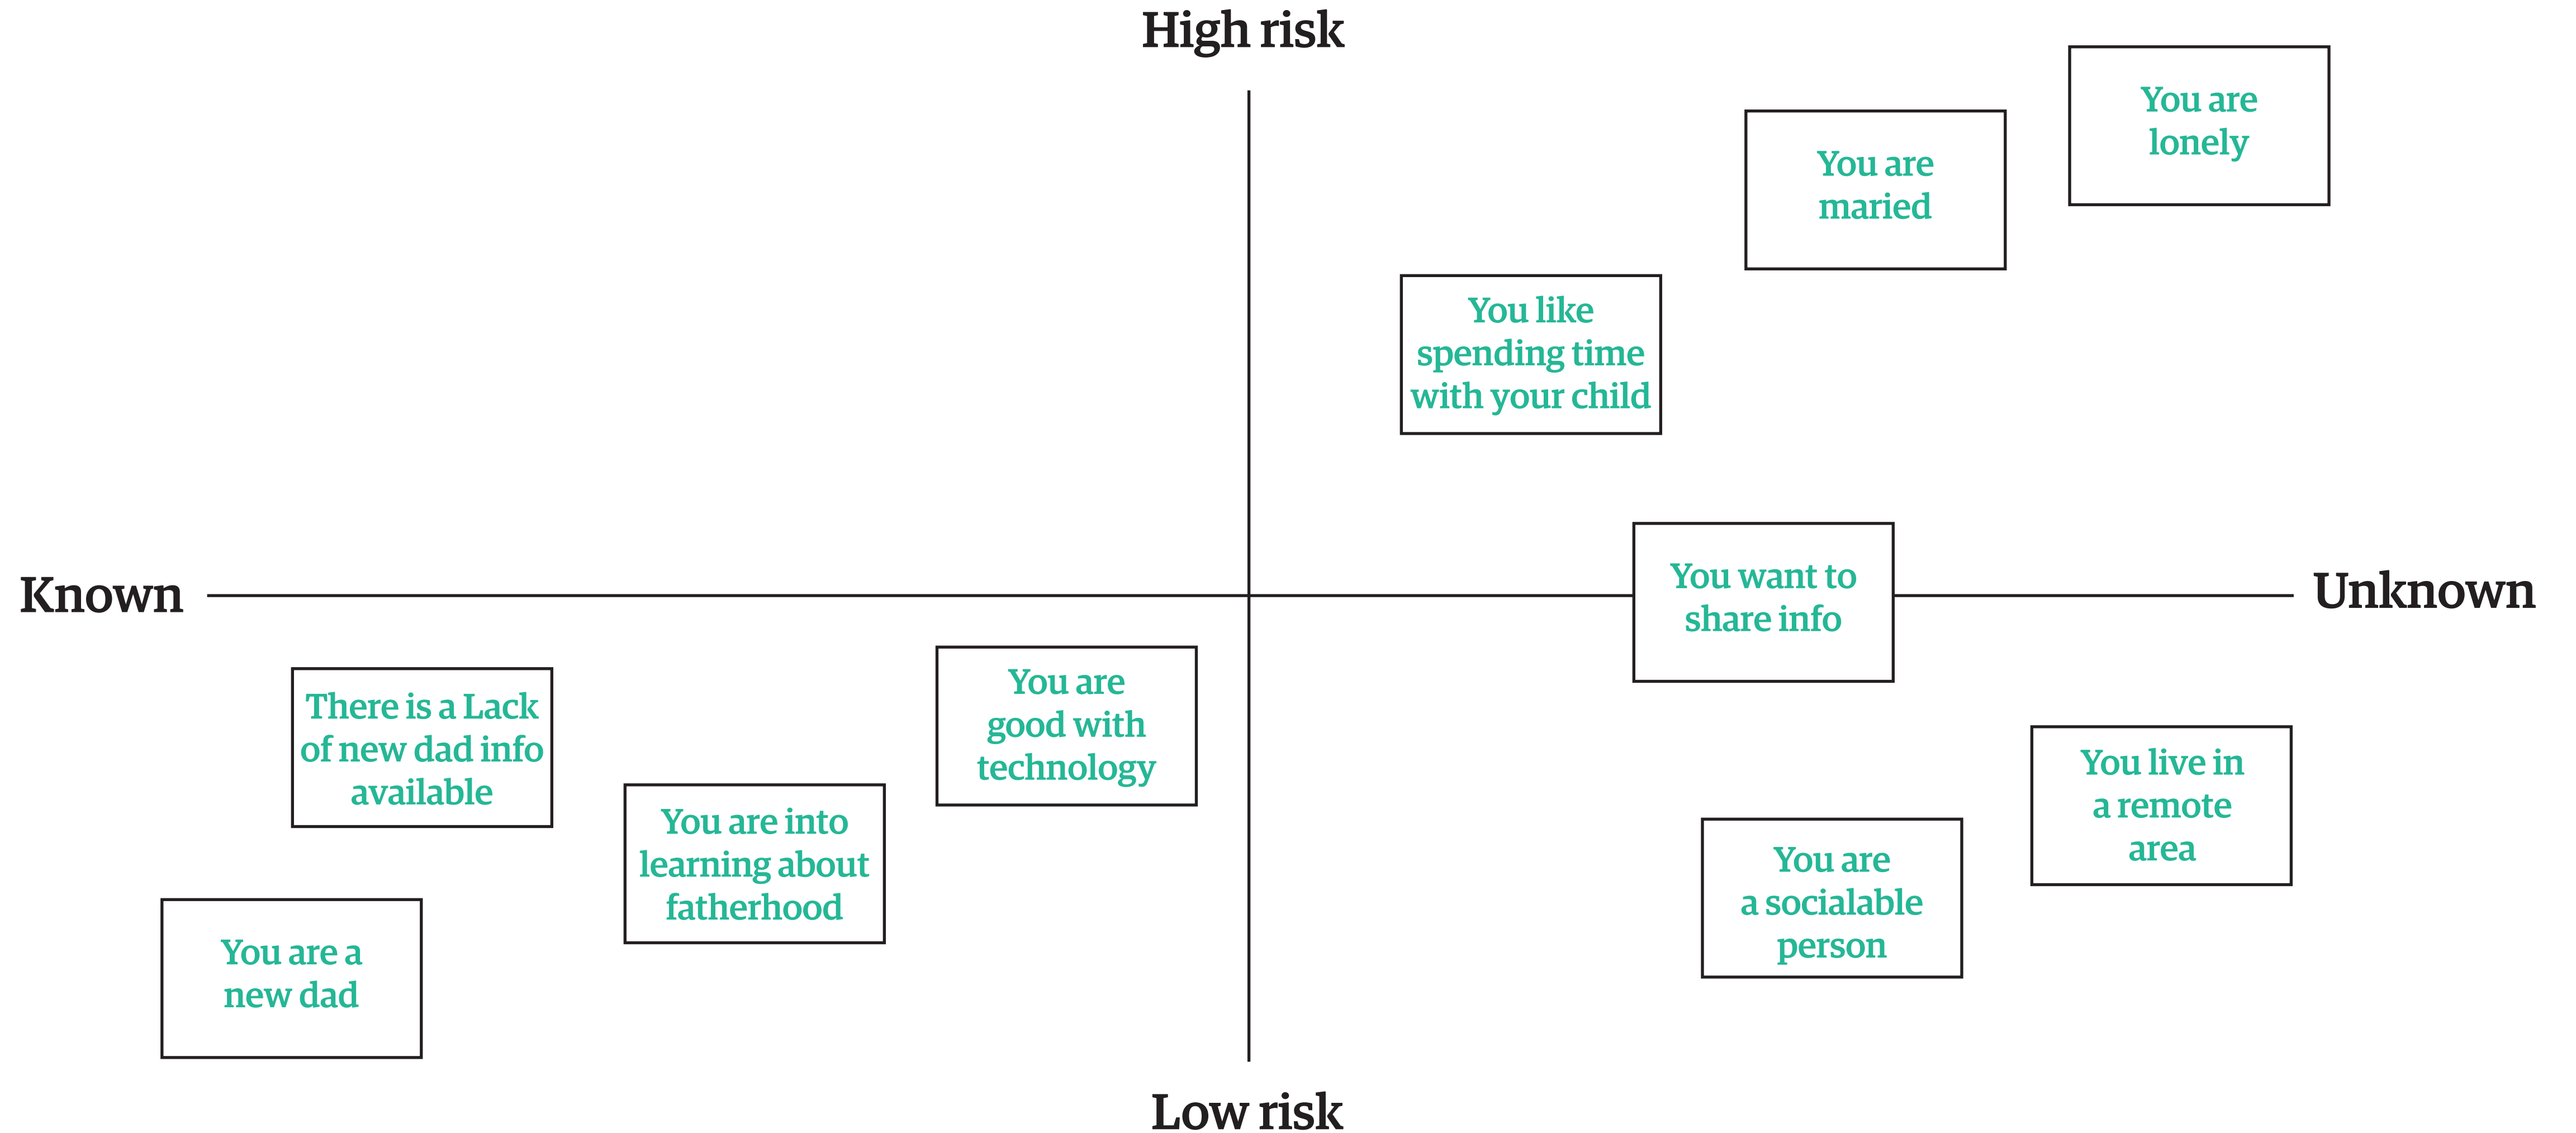 High risk
You are
lonely
You are
maried
You like
spending time
with your child
Known
You want to
share info
Unknown
There is a Lack
of new dad info
available
You are
good with
technology
You are into
learning about
fatherhood
You live in
a remote
area
You are
a socialable
person
You are a
new dad
Low risk